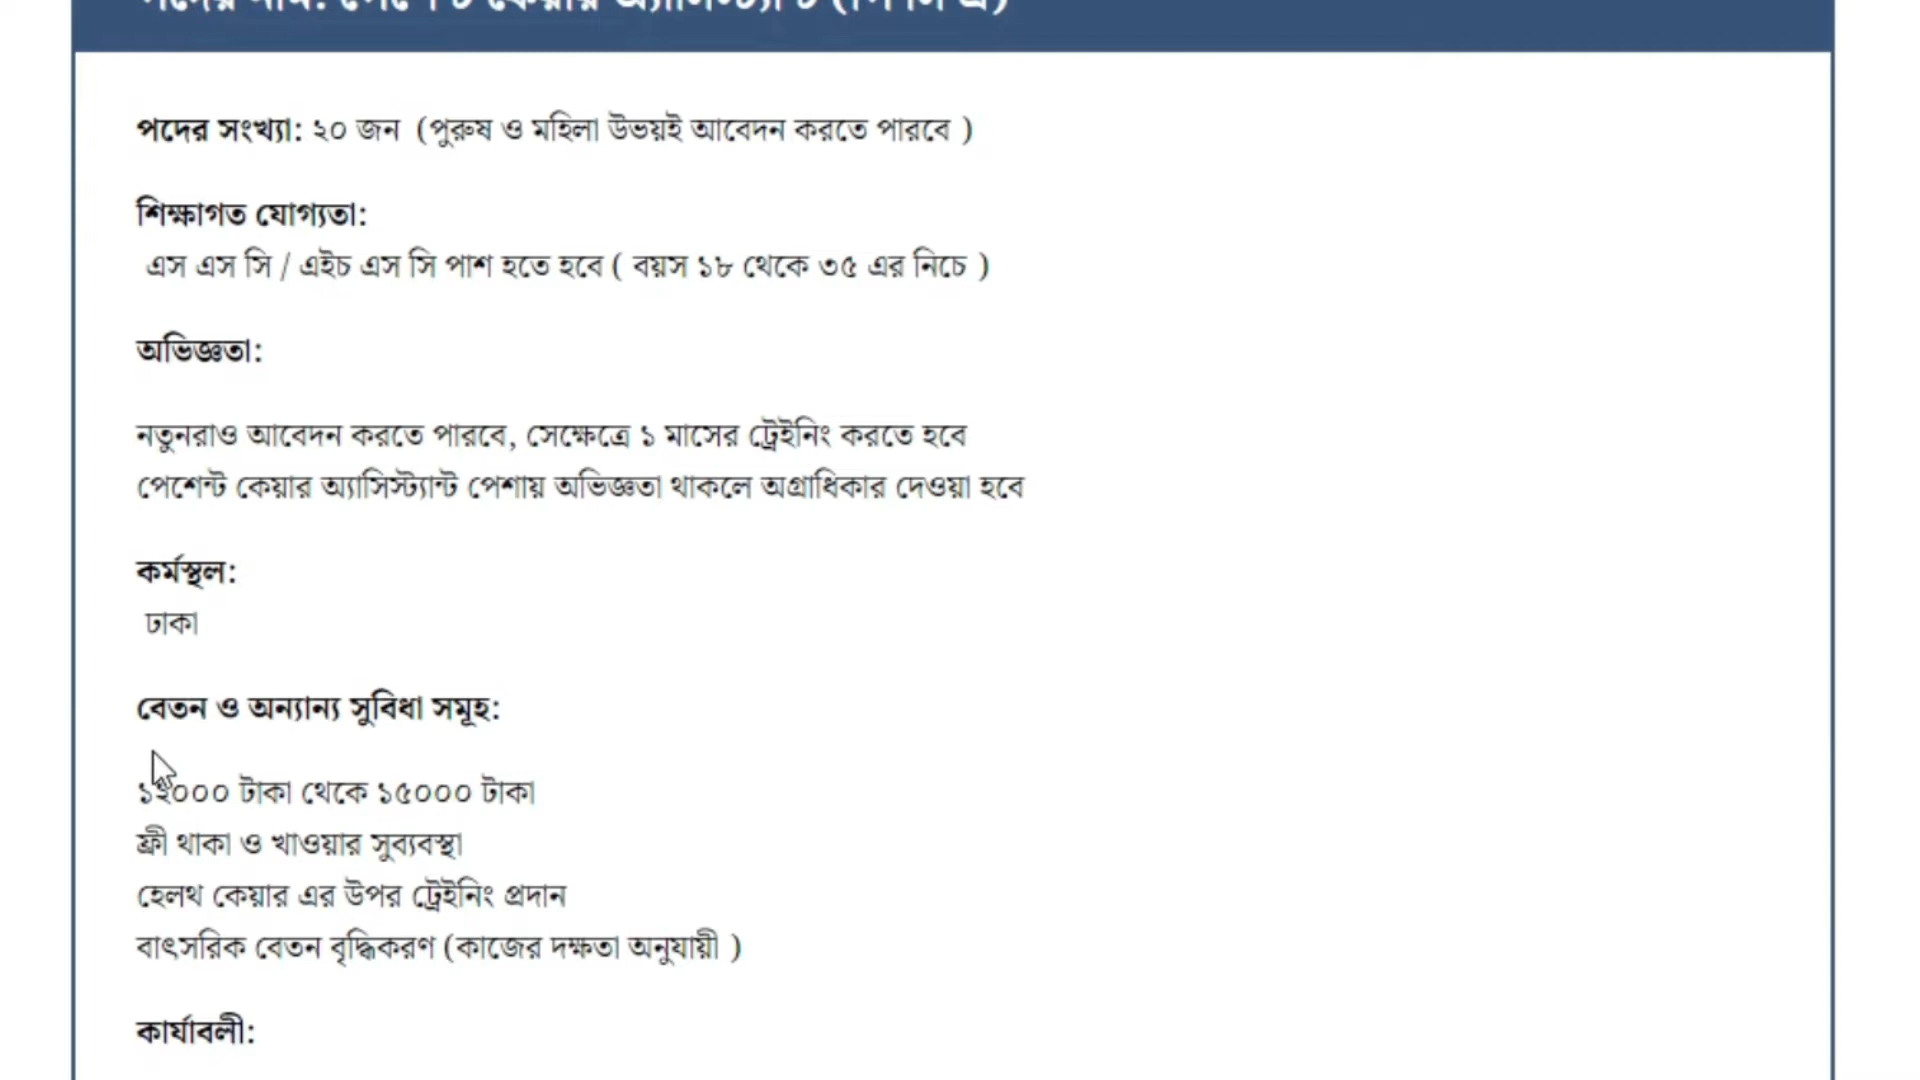 পদের নাম: পেশেন্ট কেয়ার অ্যাসিস্ট্যান্ট (পিসিএ)
পদের সংখ্যা: ২০ জন (পুরুষ ও মহিলা উভয়ই আবেদন করতে পারবে )
শিক্ষাগত যোগ্যতা:
এস এস সি / এইচ এস সি পাশ হতে হবে ( বয়স ১৮ থেকে ৩৫ এর নিচে )
অভিজ্ঞতা:
নতুনরাও আবেদন করতে পারবে, সেক্ষেত্রে ১ মাসের ট্রেইনিং করতে হবে
পেশেন্ট কেয়ার অ্যাসিস্ট্যান্ট পেশায় অভিজ্ঞতা থাকলে অগ্রাধিকার দেওয়া হবে
কর্মস্থল:
ঢাকা
বেতন ও অন্যান্য সুবিধা সমূহ:
১২০০০ টাকা থেকে ১৫০০০ টাকা
ফ্রী থাকা ও খাওয়ার সুব্যবস্থা
হেলথ কেয়ার এর উপর ট্রেইনিং প্রদান
বাৎসরিক বেতন বৃদ্ধিকরণ (কাজের দক্ষতা অনুযায়ী )
কার্যাবলী: